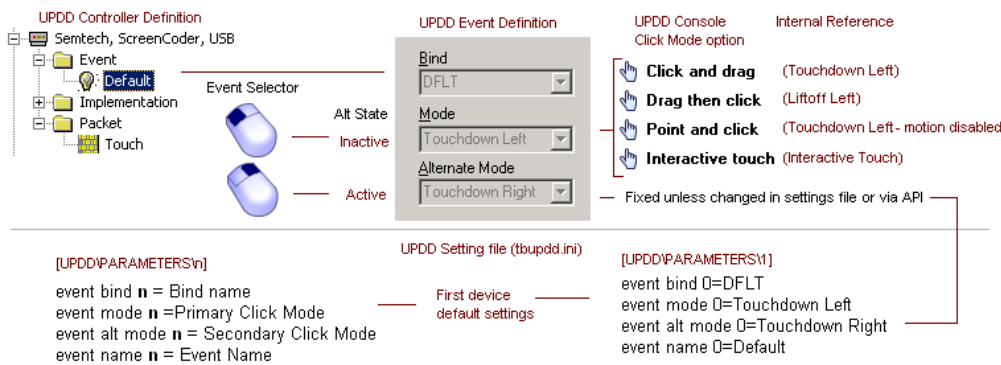 UPDD Controller Definition
Semtech, ScreenCoder, USB
Event
Default
Implementation
Packet
Touch
Event Selector
Alt State
Inactive
Active
UPDD Event Definition
Bind
DFLT
Mode
Touchdown Left
Alternate Mode
Touchdown Right
UPDD Console
Click Mode option
Internal Reference
Click and drag (Touchdown Left)
Drag then click (Liftoff Left)
Point and click (Touchdown Left- motion disabled
Interactive touch (Interactive Touch)
Fixed unless changed in settings file or via API
UPDD Setting file (tbupdd.ini)
[UPDD\PARAMETERS\n]
event bind n = Bind name
event mode n =Primary Click Mode
event alt mode n = Secondary Click Mode
event name n = Event Name
First device
default settings
[UPDD\PARAMETERS\1]
event bind 0=DFLT
event mode 0=Touchdown Left
event alt mode 0=Touchdown Right
event name 0=Default